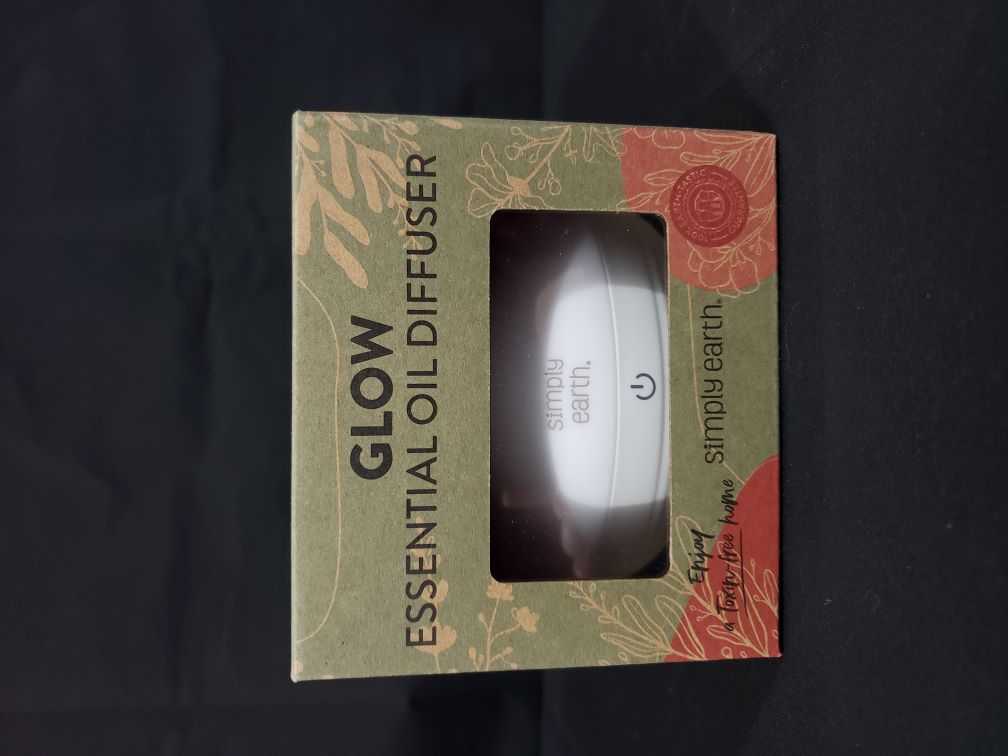 GLOW
ESSENTIAL OIL DIFFUSER
simply
earth.
Enjoy
a Toxin-free home
simply earth.